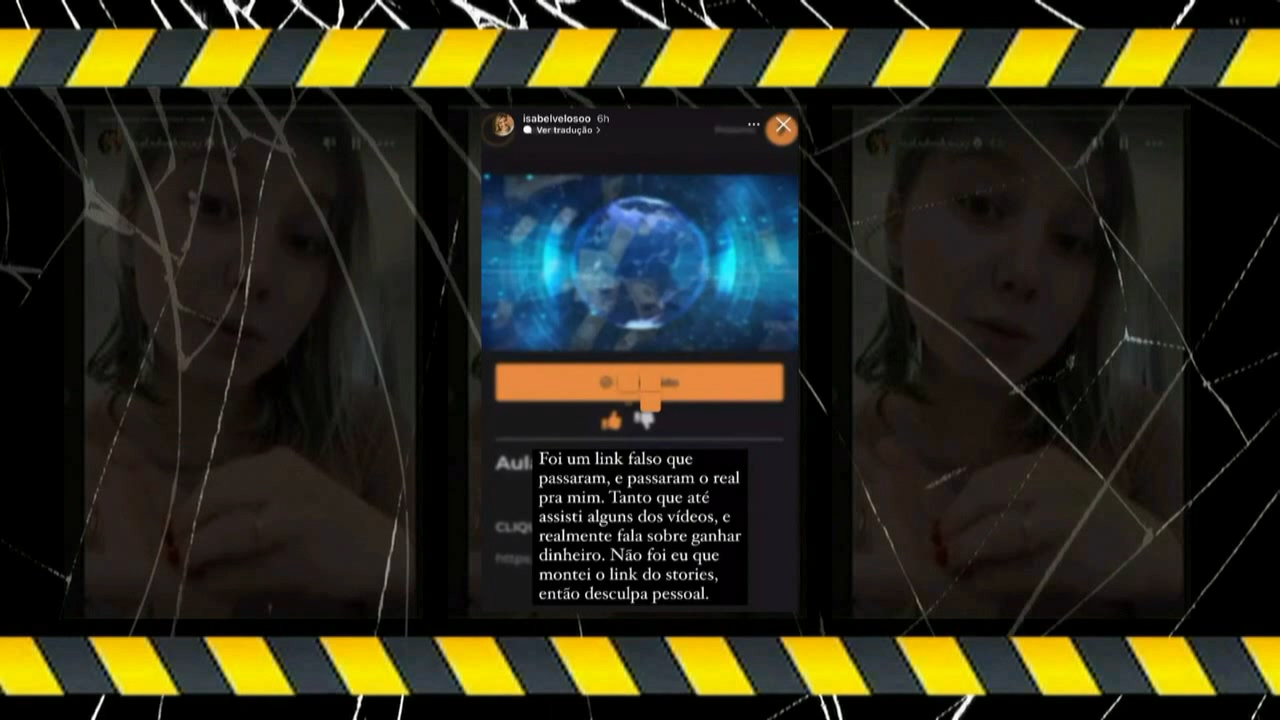 isabelvelosoo 6h
Ver tradução >
Foi um link falso que
passaram, e passaram o real
pra mim. Tanto que até
assisti alguns dos vídeos, e
realmente fala sobre ganhar
dinheiro. Não foi eu que
montei o link do stories,
então desculpa pessoal.